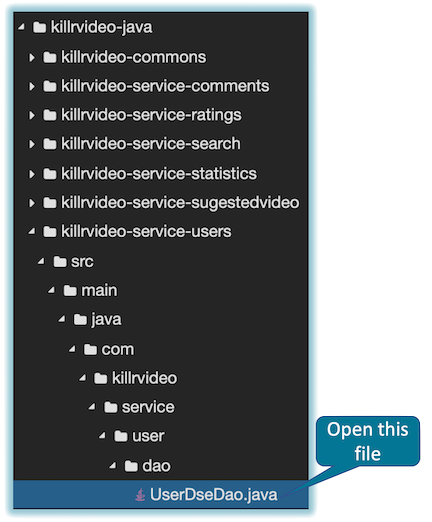 killrvideo-java
killrvideo-commons
killrvideo-service-comments
killrvideo-service-ratings
killrvideo-service-search
killrvideo-service-statistics
killrvideo-service-sugestedvideo
killrvideo-service-users
src
main
java
com
killrvideo
service
user
dao
UserDseDao.java
Open this
file